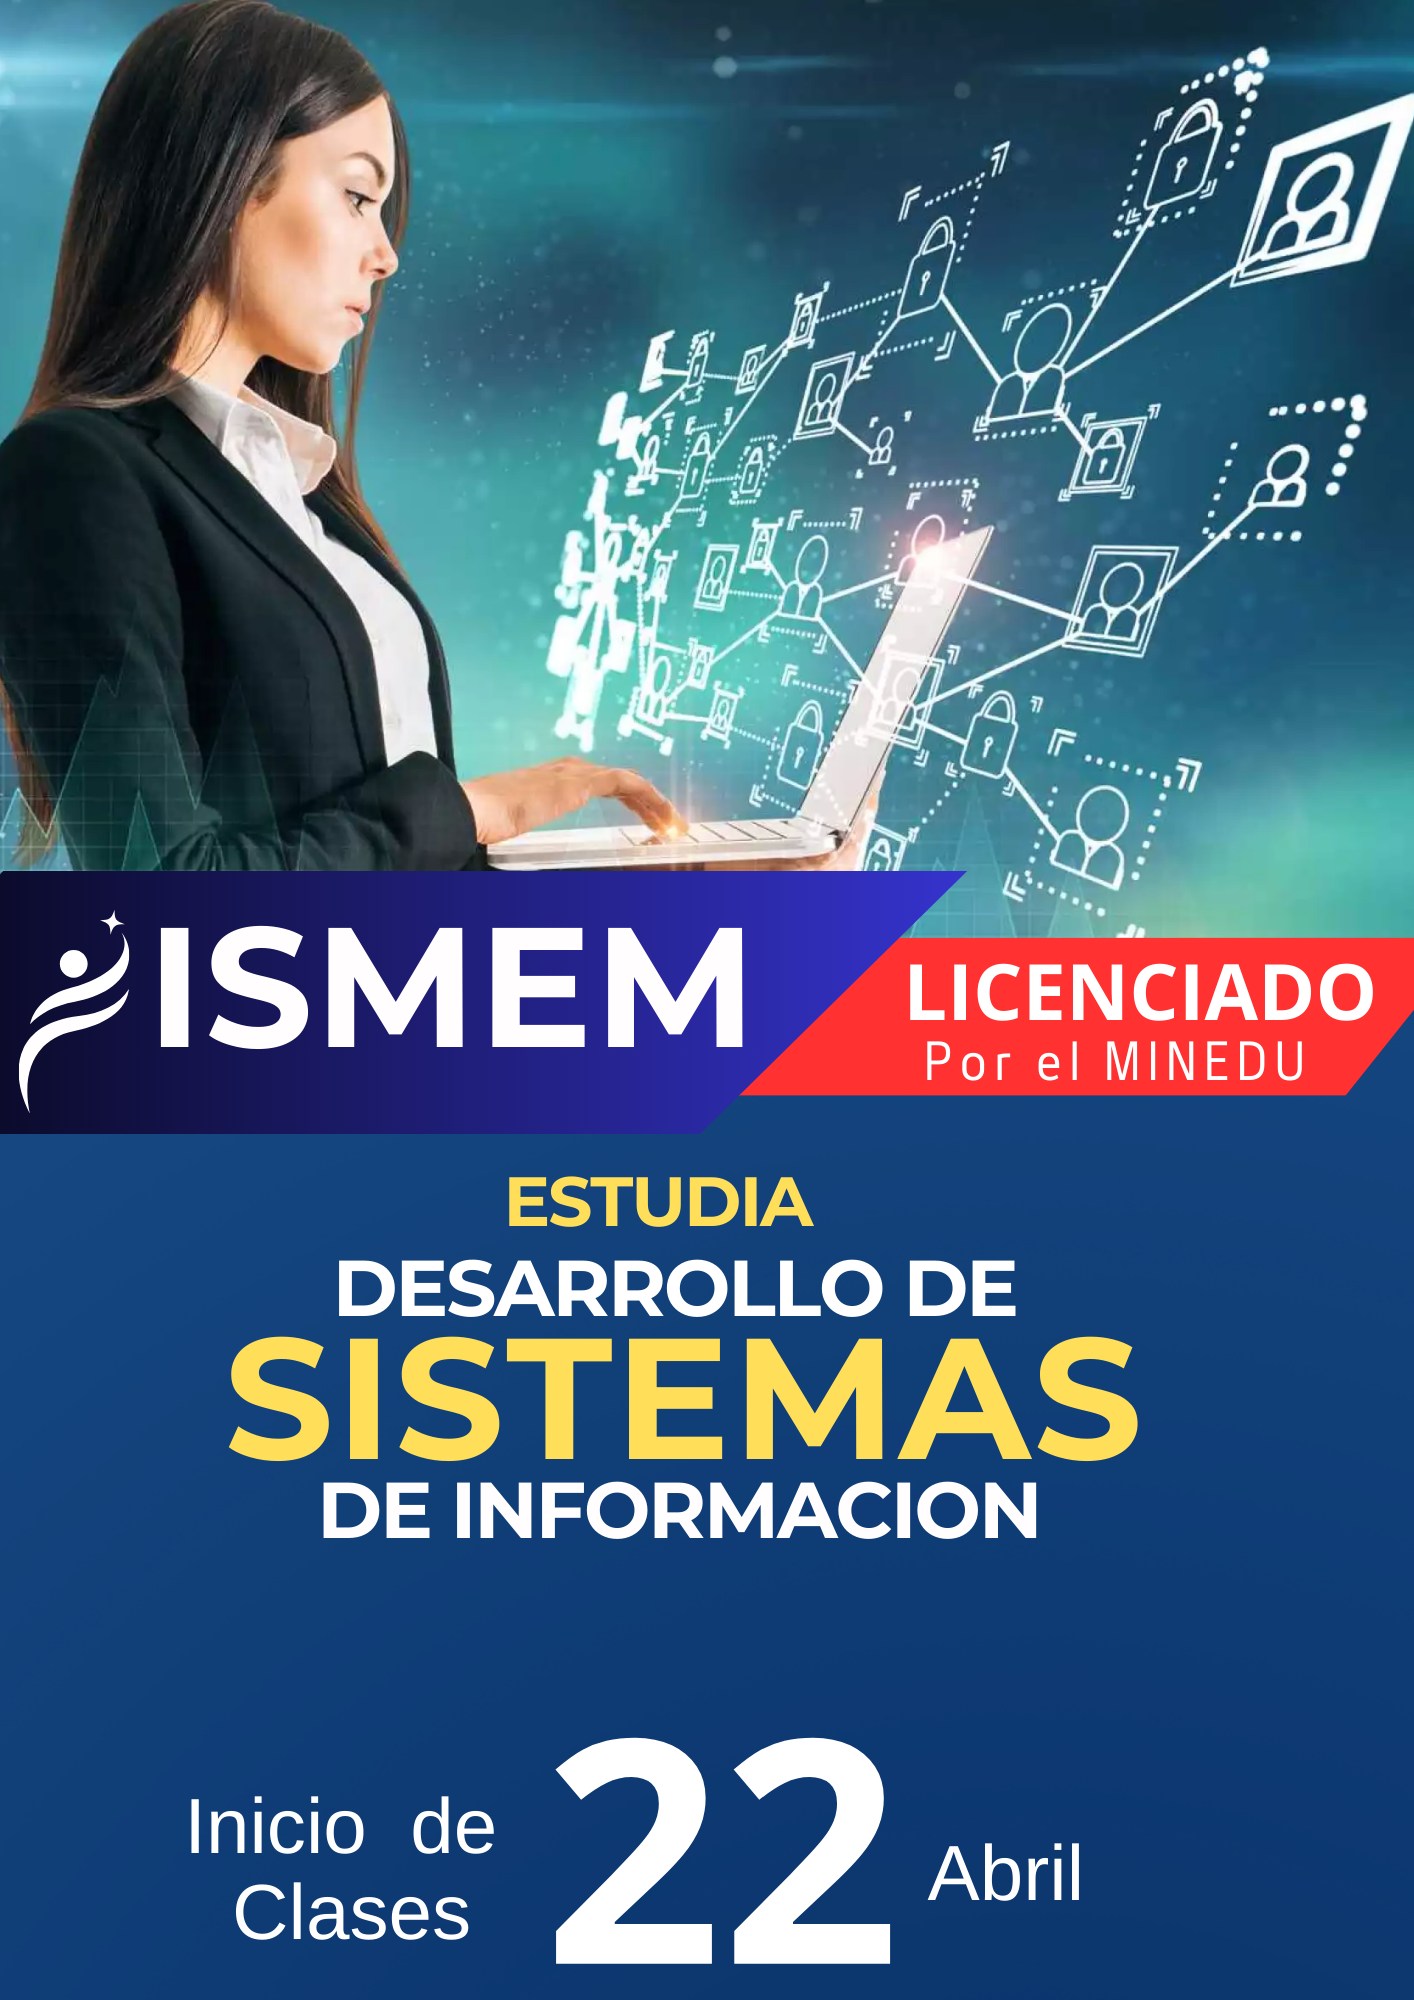 ISMEM
LICENCIADO
Por el MINEDU
ESTUDIA
DESARROLLO DE
SISTEMAS
DE INFORMACION
Inicio de
Clases
22
Abril